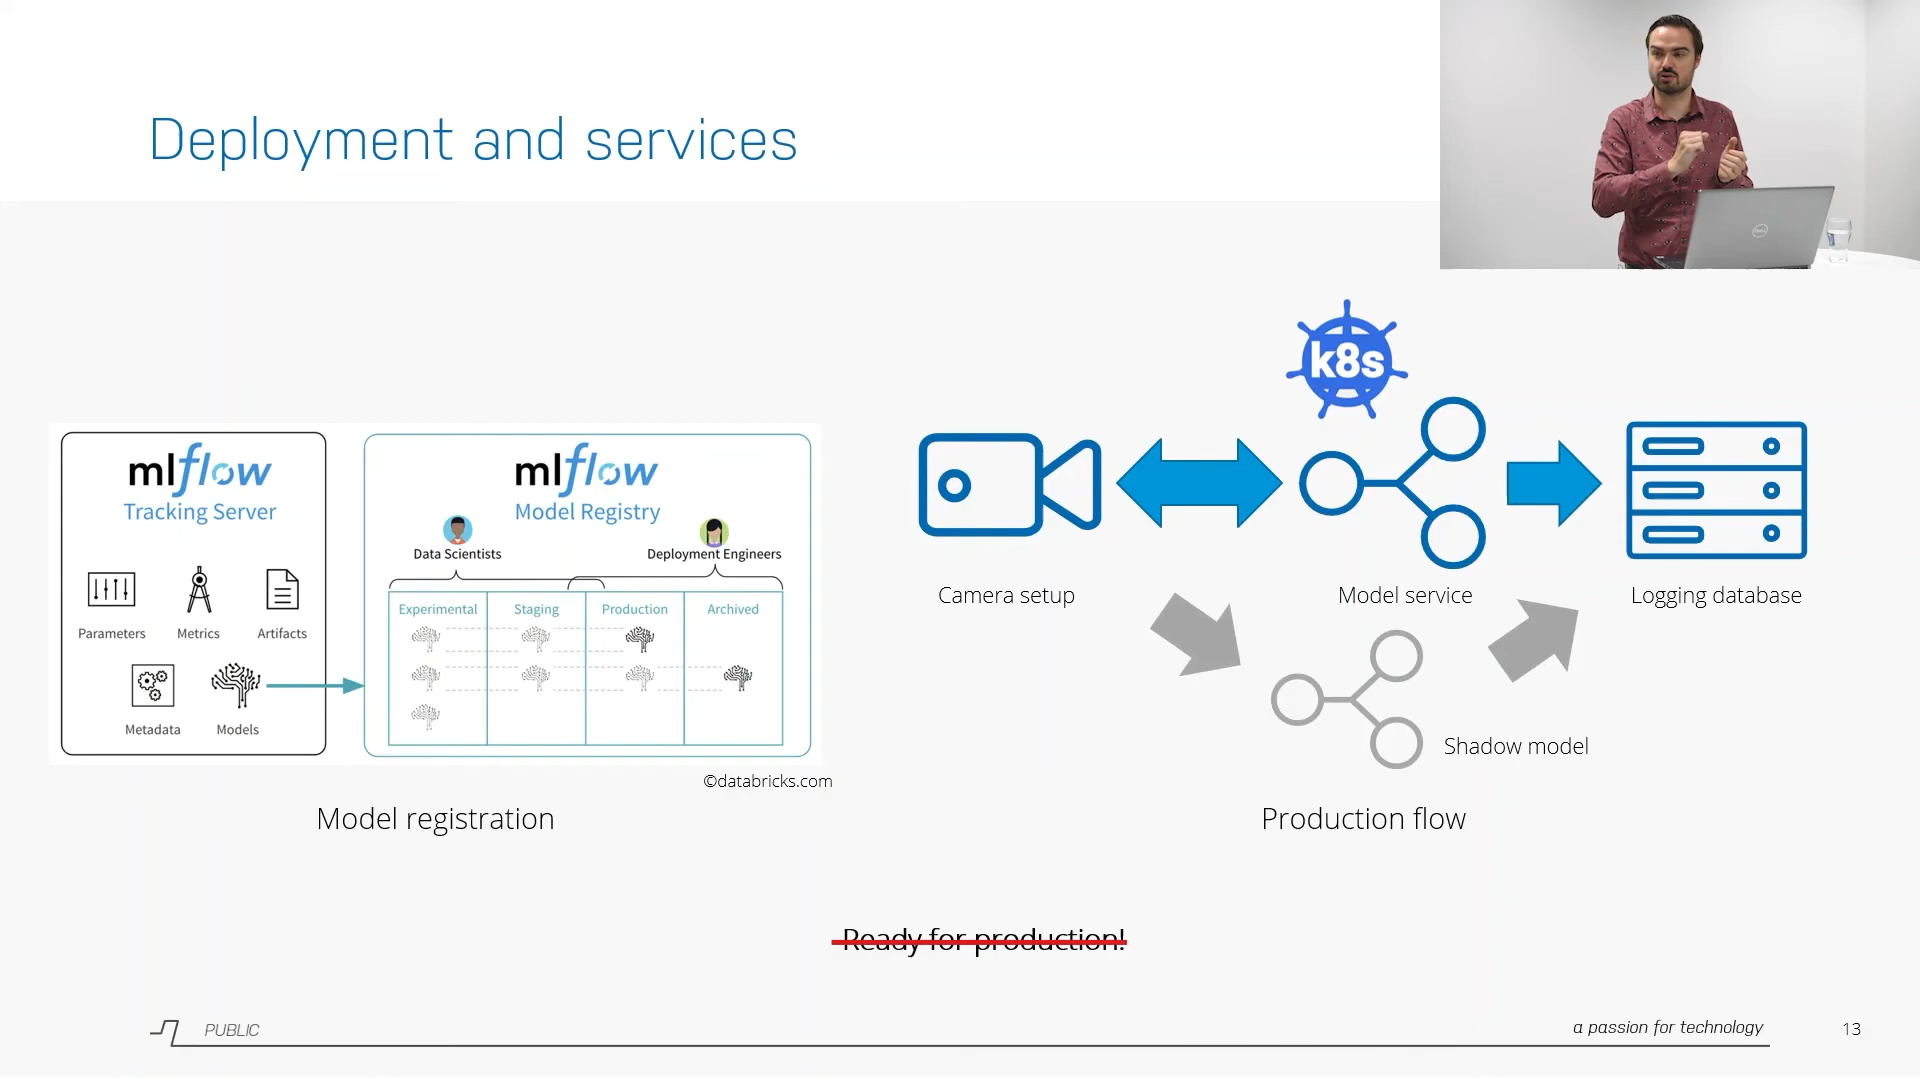 Deployment and services
mlflow
Tracking Server
Parameters
Metrics
Artifacts
Metadata
Models
mlflow
Model Registry
Data Scientists
Deployment Engineers
Experimental
Staging
Production
Archived
©databricks.com
Model registration
k8s
Camera setup
Model service
Logging database
Shadow model
Production flow
Ready for production!
PUBLIC
a passion for technology
13